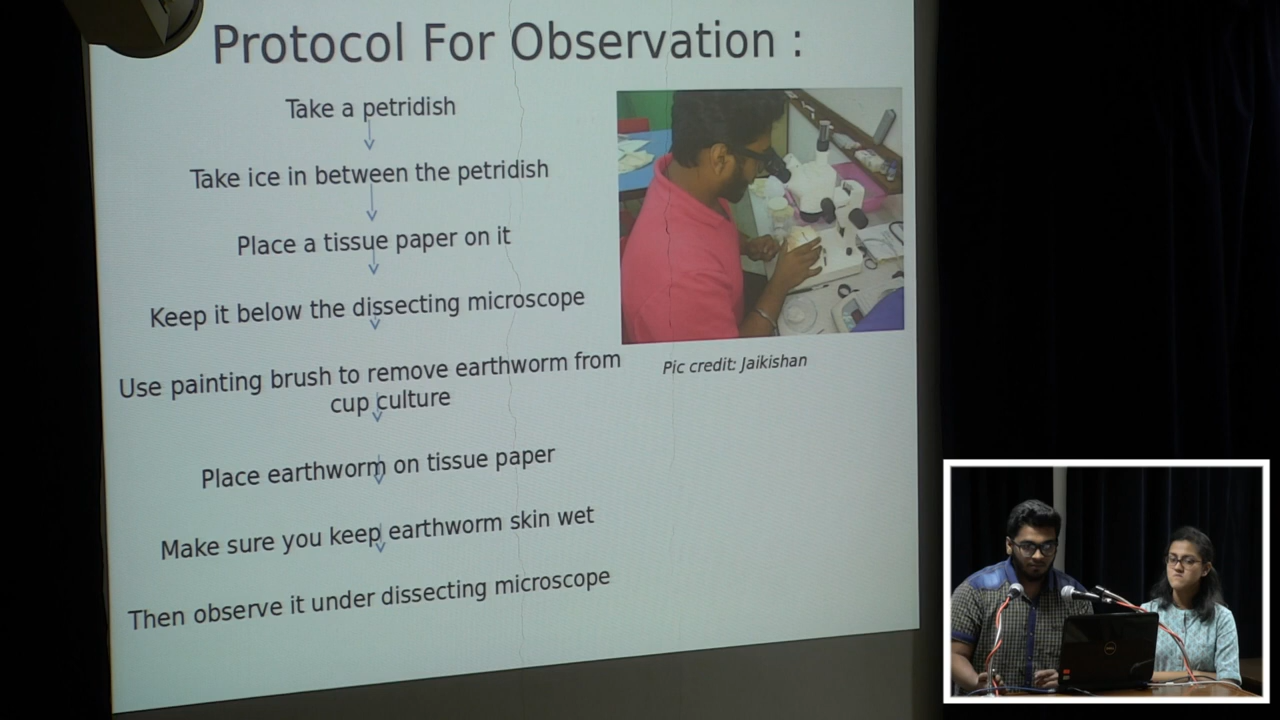 Protocol For Observation :
Take a petridish
Take ice in between the petridish
Place a tissue paper on it
Keep it below the dissecting microscope
Use painting brush to remove earthworm from
cup culture
Place earthworm on tissue paper
Make sure you keep earthworm skin wet
Then observe it under dissecting microscope
Pic credit: Jaikishan